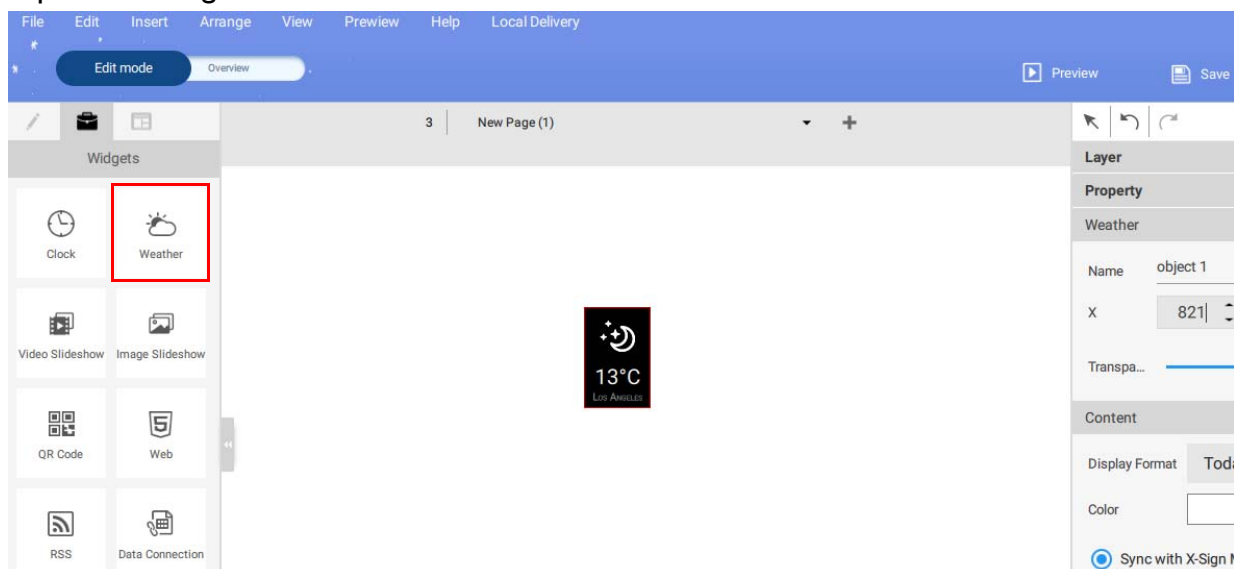 File Edit Insert Arrange View Prewiew Help Local Delivery
Edit mode Overview
Preview Save
3 New Page (1)
Widgets
Layer
Property
Clock Weather
Weather
Name object 1
X 821
Video Slideshow Image Slideshow
13°C
Los Angeles
Transpa...
Content
QR Code Web
Display Format
Color
RSS Data Connection
Sync with X-Sign